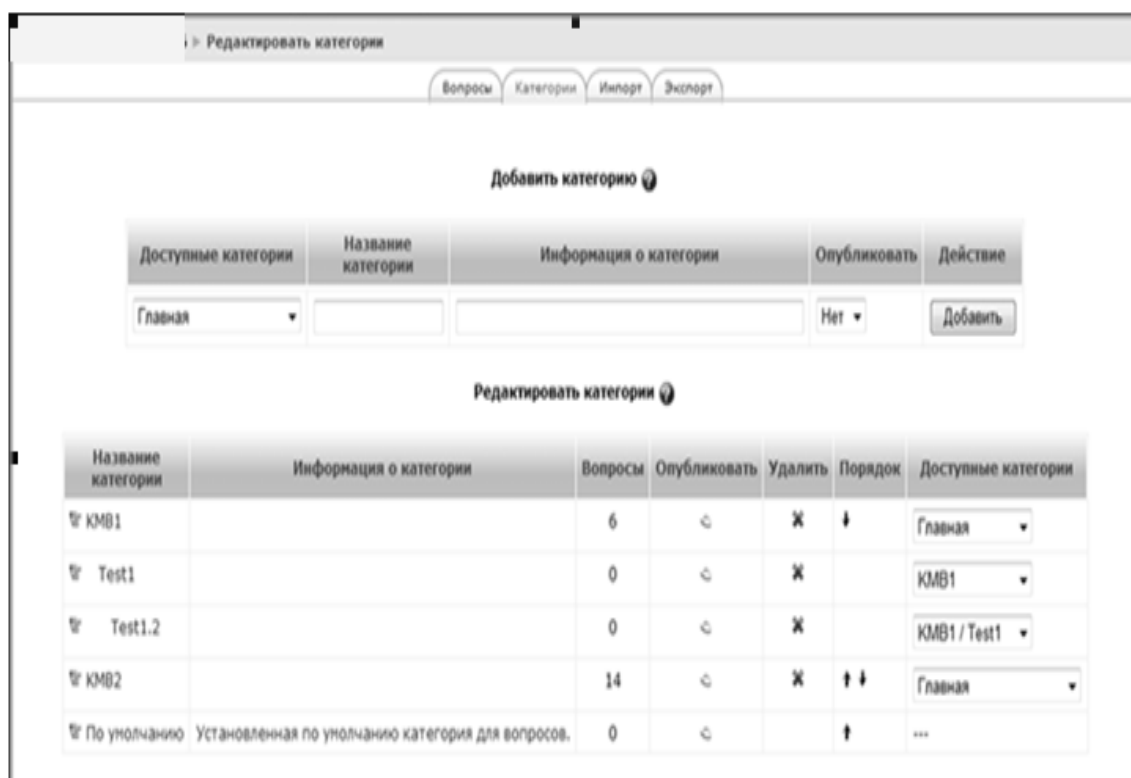 > Редактировать категории
Вопросы Категории Импорт Экспорт
Добавить категорию ?
Доступные категории Название категории Информация о категории Опубликовать Действие
Главная Нет Добавить
Редактировать категории ?
Название категории Информация о категории Вопросы Опубликовать Удалить Порядок Доступные категории
КМВ1 6 Главная
Test1 0 КМВ1
Test1.2 0 КМВ1 / Test1
КМВ2 14 Главная
По умолчанию Установленная по умолчанию категория для вопросов. 0 ---